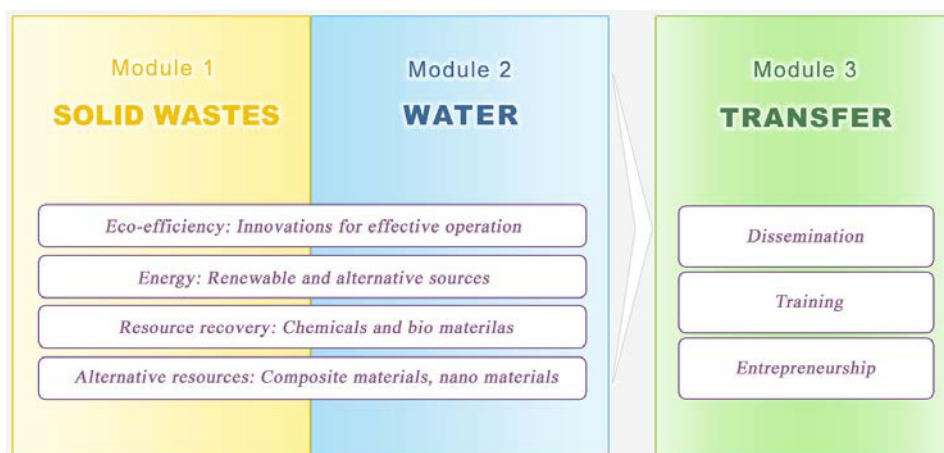 Module 1
SOLID WASTES
Module 2
WATER
Eco-efficiency: Innovations for effective operation
Energy: Renewable and alternative sources
Resource recovery: Chemicals and bio materilas
Alternative resources: Composite materials, nano materials
Module 3
TRANSFER
Dissemination
Training
Entrepreneurship